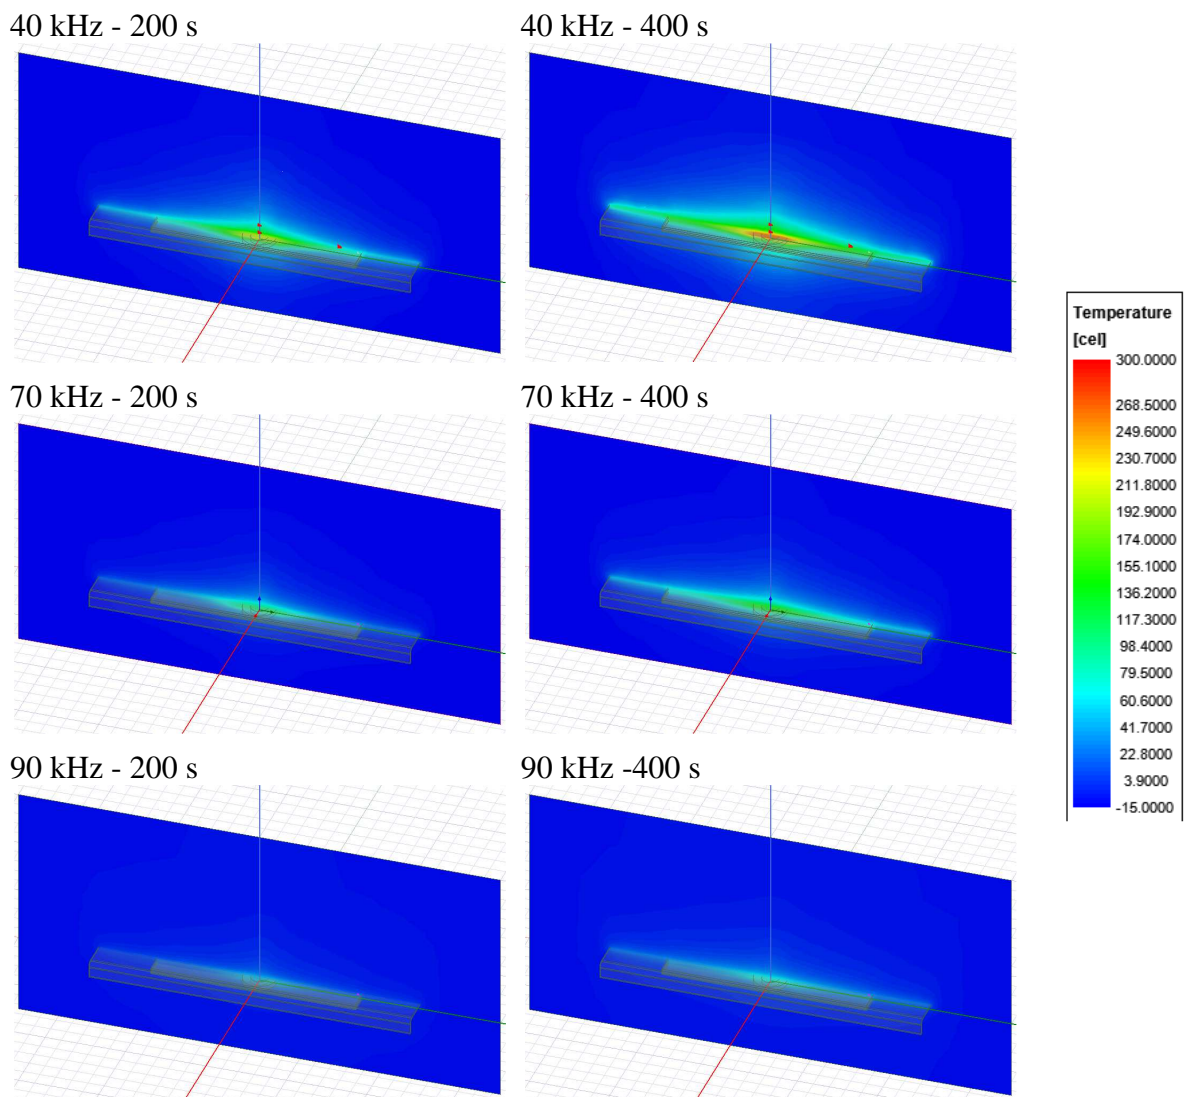 40 kHz - 200 s
40 kHz - 400 s
70 kHz - 200 s
70 kHz - 400 s
90 kHz - 200 s
90 kHz -400 s
Temperature
[cel]
300.0000
268.5000
249.6000
230.7000
211.8000
192.9000
174.0000
155.1000
136.2000
117.3000
98.4000
79.5000
60.6000
41.7000
22.8000
3.9000
-15.0000